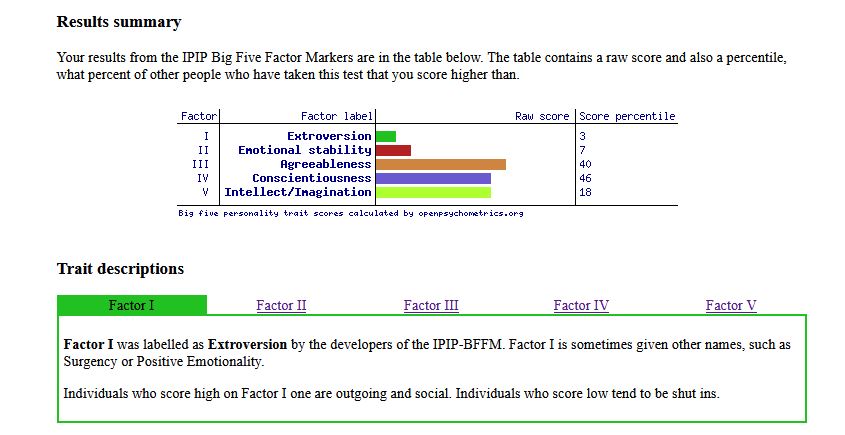 Results summary
Your results from the IPIP Big Five Factor Markers are in the table below. The table contains a raw score and also a percentile,
what percent of other people who have taken this test that you score higher than.
Factor Factor label Raw score Score percentile
I Extroversion 3
II Emotional stability 7
III Agreeableness 40
IV Conscientiousness 46
V Intellect/Imagination 18
Big five personality trait scores calculated by openpsychometrics.org
Trait descriptions
Factor I Factor II Factor III Factor IV Factor V
Factor I was labelled as Extroversion by the developers of the IPIP-BFFM. Factor I is sometimes given other names, such as
Surgency or Positive Emotionality.
Individuals who score high on Factor I one are outgoing and social. Individuals who score low tend to be shut ins.